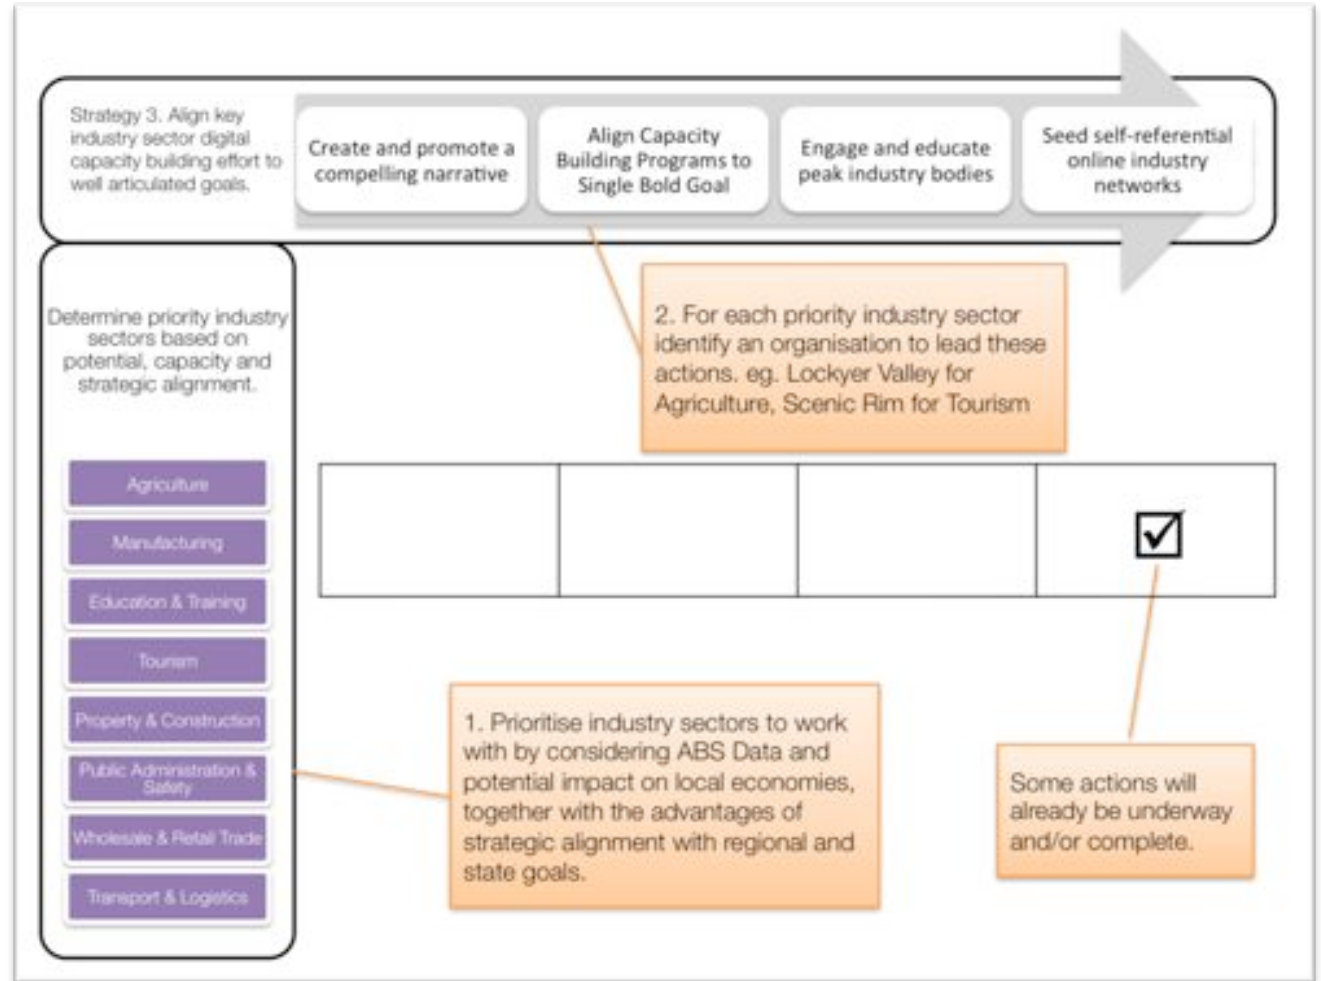 Strategy 3. Align key
industry sector digital
capacity building effort to
well articulated goals.
Create and promote a
compelling narrative
Align Capacity
Building Programs to
Single Bold Goal
Engage and educate
peak industry bodies
Seed self-referential
online industry
networks
Determine priority industry
sectors based on
potential, capacity and
strategic alignment.
2. For each priority industry sector
identify an organisation to lead these
actions. eg. Lockyer Valley for
Agriculture, Scenic Rim for Tourism
Agriculture
Manufacturing
Education & Training
Tourism
Property & Construction
Public Administration &
Safety
Wholesale & Retail Trade
Transport & Logistics
1. Prioritise industry sectors to work
with by considering ABS Data and
potential impact on local economies,
together with the advantages of
strategic alignment with regional and
state goals.
Some actions will
already be underway
and/or complete.